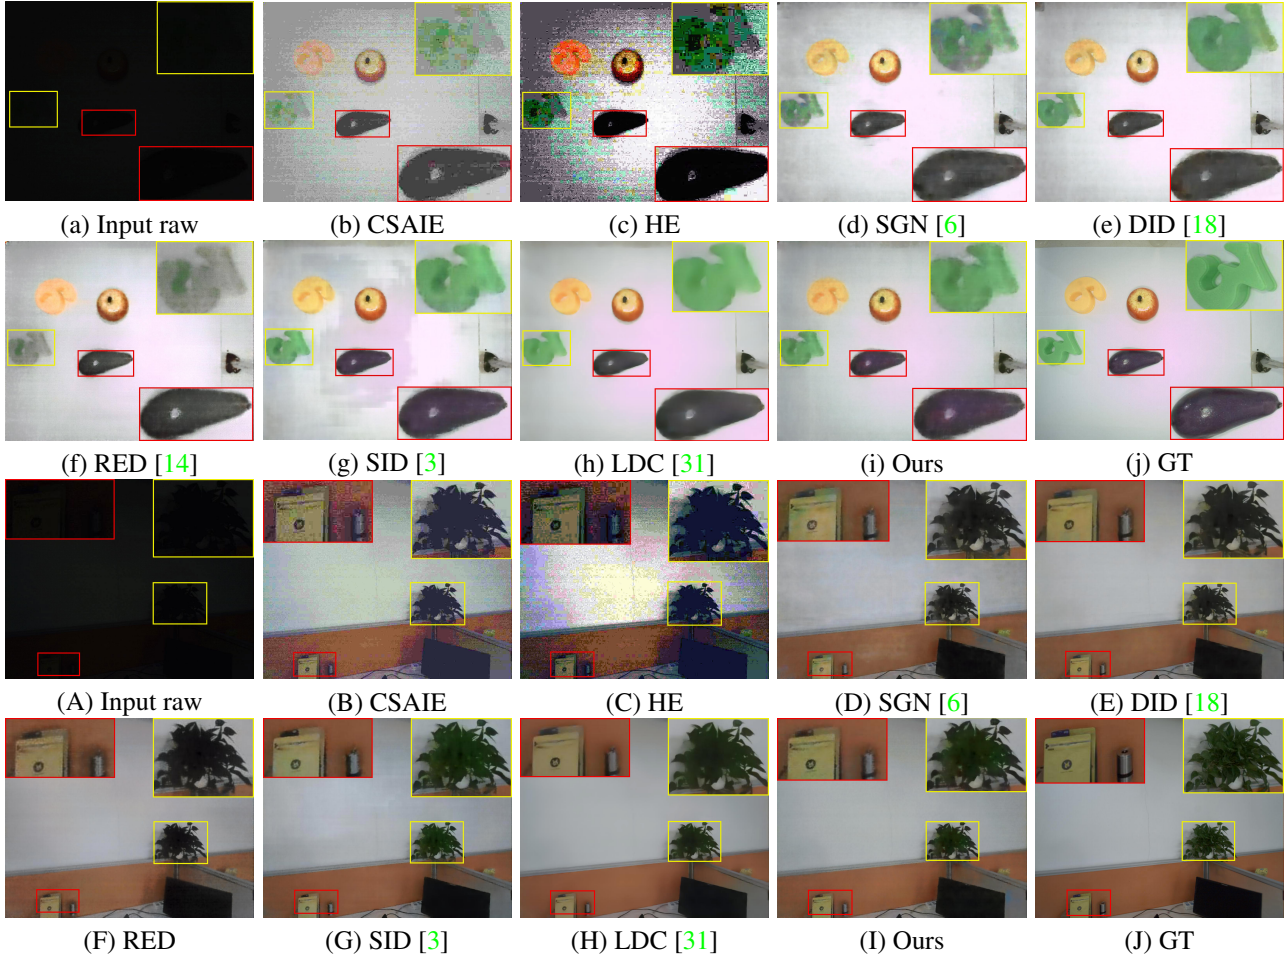 (a) Input raw (b) CSAIE (c) HE (d) SGN [6] (e) DID [18]
(f) RED [14] (g) SID [3] (h) LDC [31] (i) Ours (j) GT
(A) Input raw (B) CSAIE (C) HE (D) SGN [6] (E) DID [18]
(F) RED (G) SID [3] (H) LDC [31] (I) Ours (J) GT